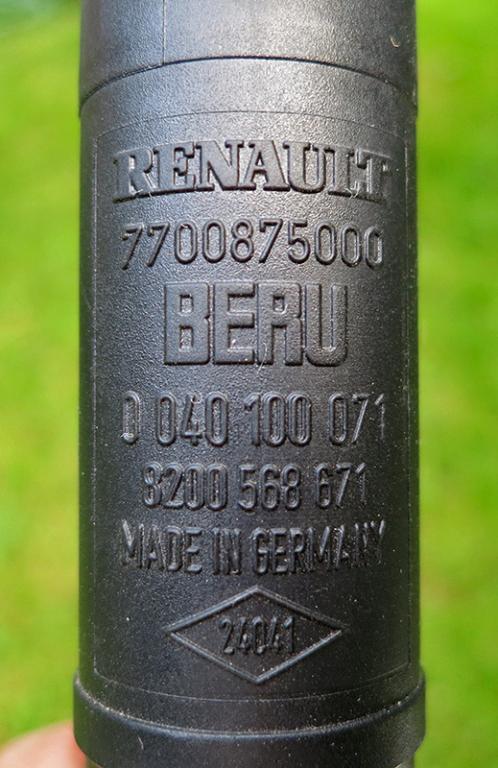 RENAULT
7700875000
BERU
0 040 100 071
8200 568 671
MADE IN GERMANY
24041